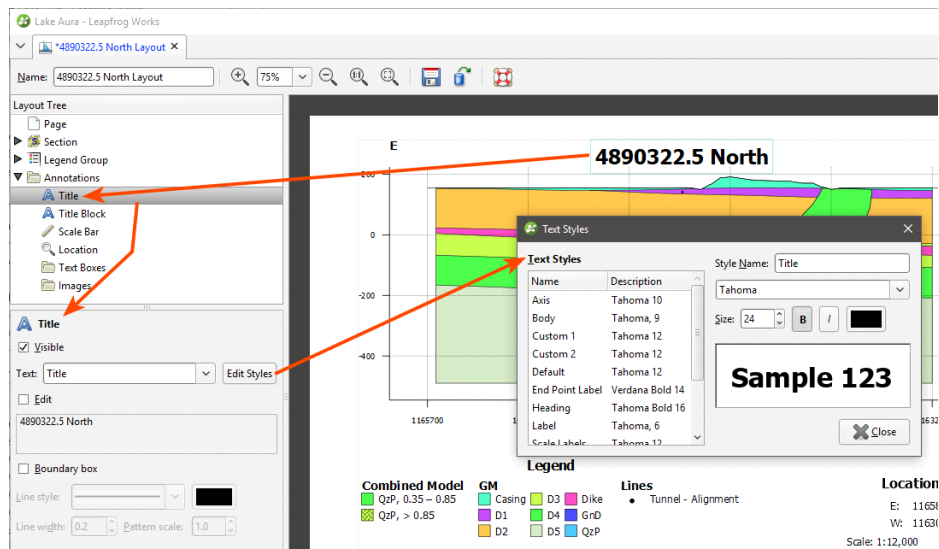 Lake Aura - Leapfrog Works
*4890322.5 North Layout
Name: 4890322.5 North Layout 75%
Layout Tree
Page
Section
Legend Group
Annotations
Title
Title Block
Scale Bar
Location
Text Boxes
Images
Title
Visible
Text: Title Edit Styles
Edit
4890322.5 North
Boundary box
Line style:
Line width: 0.2 Pattern scale: 1.0
E
4890322.5 North
200
0
-200
-400
1165700
Text Styles
Text Styles
Name Description
Axis Tahoma 10
Body Tahoma, 9
Custom 1 Tahoma 12
Custom 2 Tahoma 12
Default Tahoma 12
End Point Label Verdana Bold 14
Heading Tahoma Bold 16
Label Tahoma, 6
Scale Labels Tahoma 12
Style Name: Title
Tahoma
Size: 24 B I
Sample 123
Close
Legend
Combined Model
QzP, 0.35 – 0.85
QzP, > 0.85
GM
Casing D3 Dike
D1 D4 GnD
D2 D5 QzP
Lines
Tunnel - Alignment
Location
E: 11658
W: 11630
Scale: 1:12,000